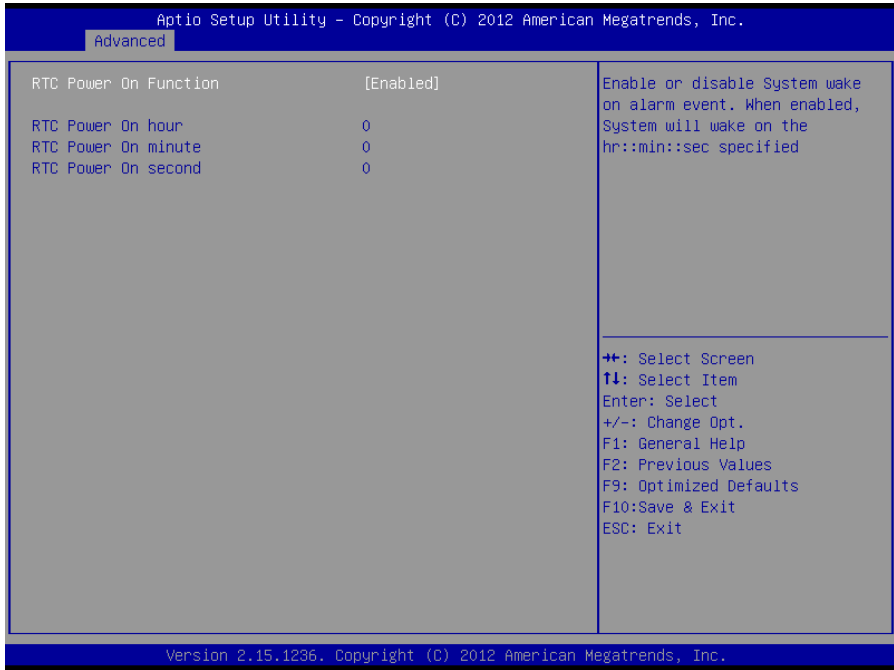 Aptio Setup Utility – Copyright (C) 2012 American Megatrends, Inc.
Advanced
RTC Power On Function [Enabled]
RTC Power On hour 0
RTC Power On minute 0
RTC Power On second 0
Enable or disable System wake
on alarm event. When enabled,
System will wake on the
hr::min::sec specified
→←: Select Screen
↑↓: Select Item
Enter: Select
+/-: Change Opt.
F1: General Help
F2: Previous Values
F9: Optimized Defaults
F10:Save & Exit
ESC: Exit
Version 2.15.1236. Copyright (C) 2012 American Megatrends, Inc.